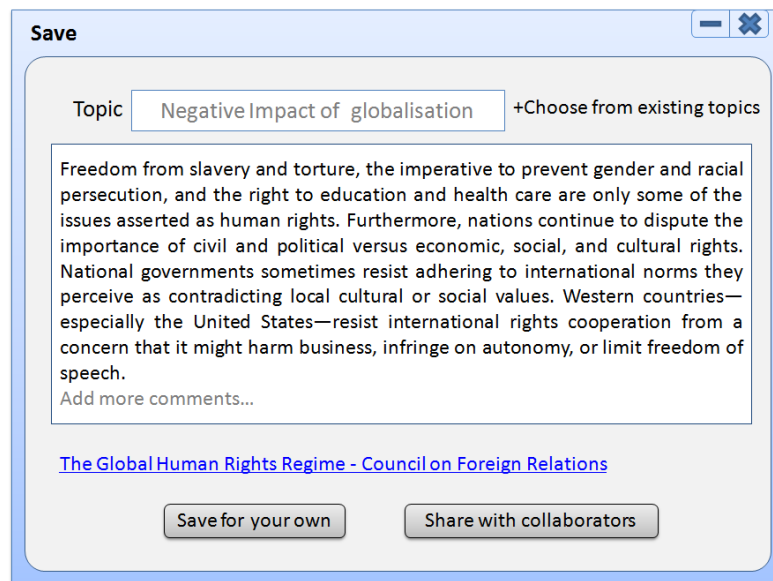 Save
Topic Negative Impact of globalisation +Choose from existing topics
Freedom from slavery and torture, the imperative to prevent gender and racial
persecution, and the right to education and health care are only some of the
issues asserted as human rights. Furthermore, nations continue to dispute the
importance of civil and political versus economic, social, and cultural rights.
National governments sometimes resist adhering to international norms they
perceive as contradicting local cultural or social values. Western countries—
especially the United States—resist international rights cooperation from a
concern that it might harm business, infringe on autonomy, or limit freedom of
speech.
Add more comments...
The Global Human Rights Regime - Council on Foreign Relations
Save for your own Share with collaborators